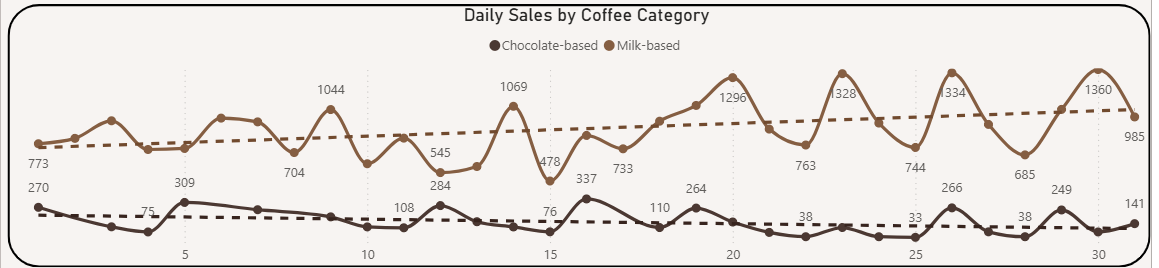 Daily Sales by Coffee Category
Chocolate-based Milk-based
1044 1069 1296 1328 1334 1360
773 704 545 478 733 763 744 685 985
270 75 309 108 284 76 337 110 264 38 33 266 38 249 141
5 10 15 20 25 30